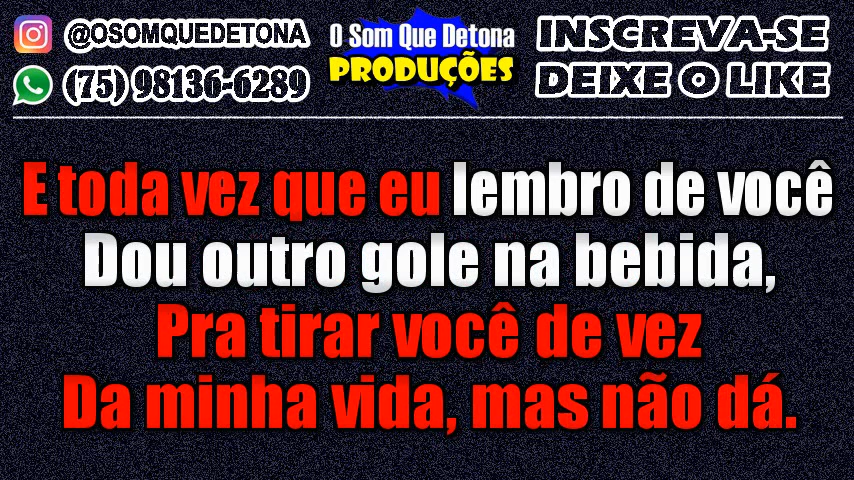 @OSOMQUEDETONA
(75) 98136-6289
O Som Que Detona
PRODUÇÕES
INSCREVA-SE
DEIXE O LIKE
E toda vez que eu lembro de você
Dou outro gole na bebida,
Pra tirar você de vez
Da minha vida, mas não dá.